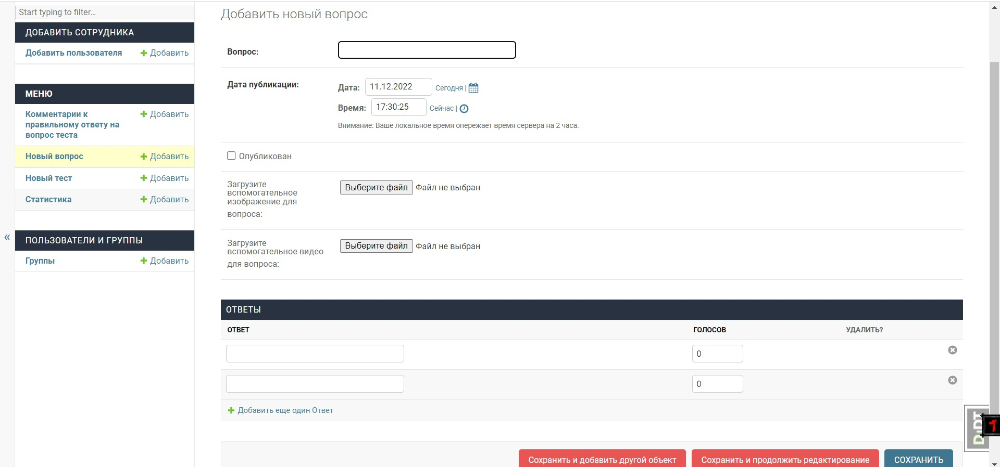 Start typing to filter...
ДОБАВИТЬ СОТРУДНИКА
Добавить пользователя
Добавить
МЕНЮ
Комментарии к
правильному ответу на
вопрос теста
Добавить
Новый вопрос
Добавить
Новый тест
Добавить
Статистика
Добавить
«
ПОЛЬЗОВАТЕЛИ И ГРУППЫ
Группы
Добавить
Добавить новый вопрос
Вопрос:
Дата публикации:
Дата: 11.12.2022 Сегодня |
Время: 17:30:25 Сейчас |
Внимание: Ваше локальное время опережает время сервера на 2 часа.
Опубликован
Загрузите
вспомогательное
изображение для
вопроса:
Выберите файл Файл не выбран
Загрузите
вспомогательное видео
для вопроса:
Выберите файл Файл не выбран
ОТВЕТЫ
ОТВЕТ ГОЛОСОВ УДАЛИТЬ?
0
0
Добавить еще один Ответ
DjDT
Сохранить и добавить другой объект Сохранить и продолжить редактирование СОХРАНИТЬ